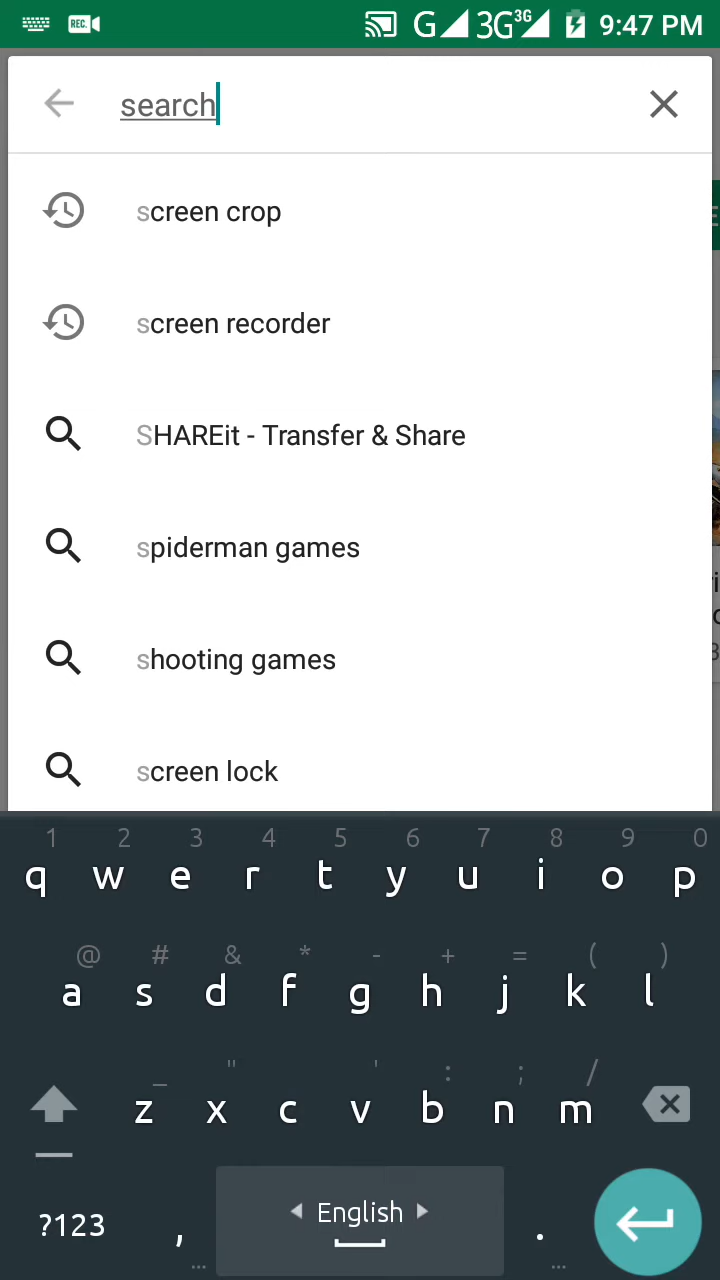 REC. G 3G 3G 9:47 PM
search
screen crop
screen recorder
SHAREit - Transfer & Share
spiderman games
shooting games
screen lock
1 2 3 4 5 6 7 8 9 0
q w e r t y u i o p
@ # & * - + = ( )
a s d f g h j k l
_ " ' : ; /
z x c v b n m
?123 , English .
... ...